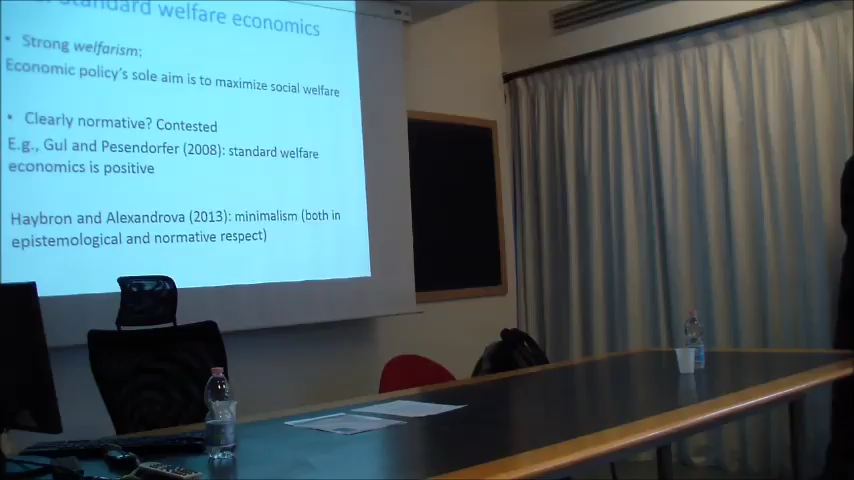 standard welfare economics
• Strong welfarism;
Economic policy's sole aim is to maximize social welfare
• Clearly normative? Contested
E.g., Gul and Pesendorfer (2008): standard welfare
economics is positive
Haybron and Alexandrova (2013): minimalism (both in
epistemological and normative respect)